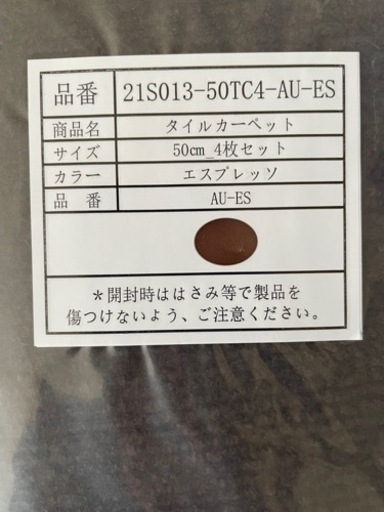 品番 21S013-50TC4-AU-ES
商品名 タイルカーペット
サイズ 50cm_4枚セット
カラー エスプレッソ
品 番 AU-ES
*開封時ははさみ等で製品を
傷つけないよう、ご注意ください。